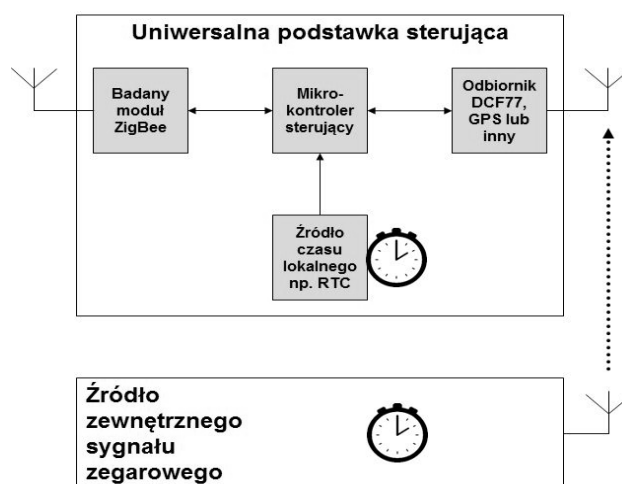 Uniwersalna podstawka sterująca
Badany
moduł
ZigBee
Mikro-
kontroler
sterujący
Odbiornik
DCF77,
GPS lub
inny
Źródło
czasu
lokalnego
np. RTC
Źródło
zewnętrznego
sygnału
zegarowego